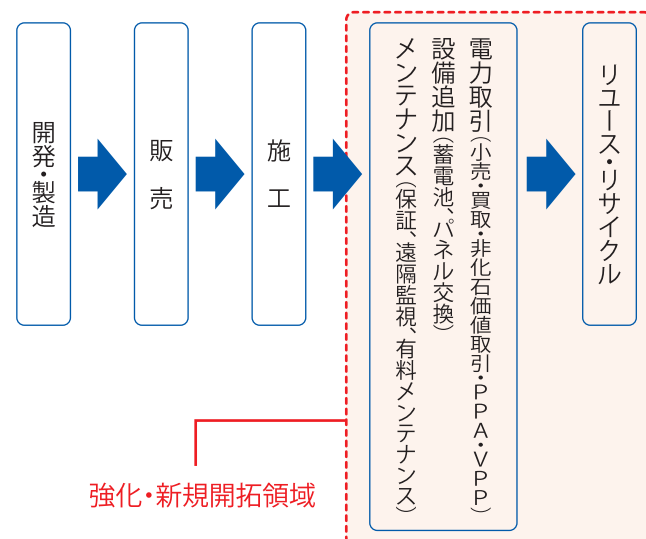 開発・製造
販売
施工
電力取引（小売・買取・非化石価値取引・PPA・VPP）
設備追加（蓄電池、パネル交換）
メンテナンス（保証、遠隔監視、有料メンテナンス）
リユース・リサイクル
強化・新規開拓領域